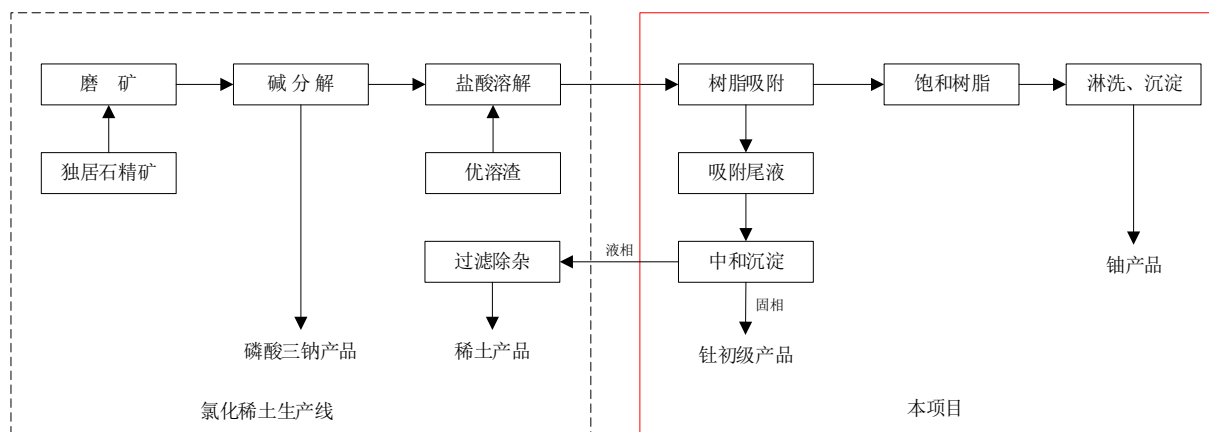 磨 矿
碱 分 解
盐酸溶解
树脂吸附
饱和树脂
淋洗、沉淀
独居石精矿
优溶渣
吸附尾液
过滤除杂
液相
中和沉淀
铀产品
固相
磷酸三钠产品
稀土产品
钍初级产品
氯化稀土生产线
本项目